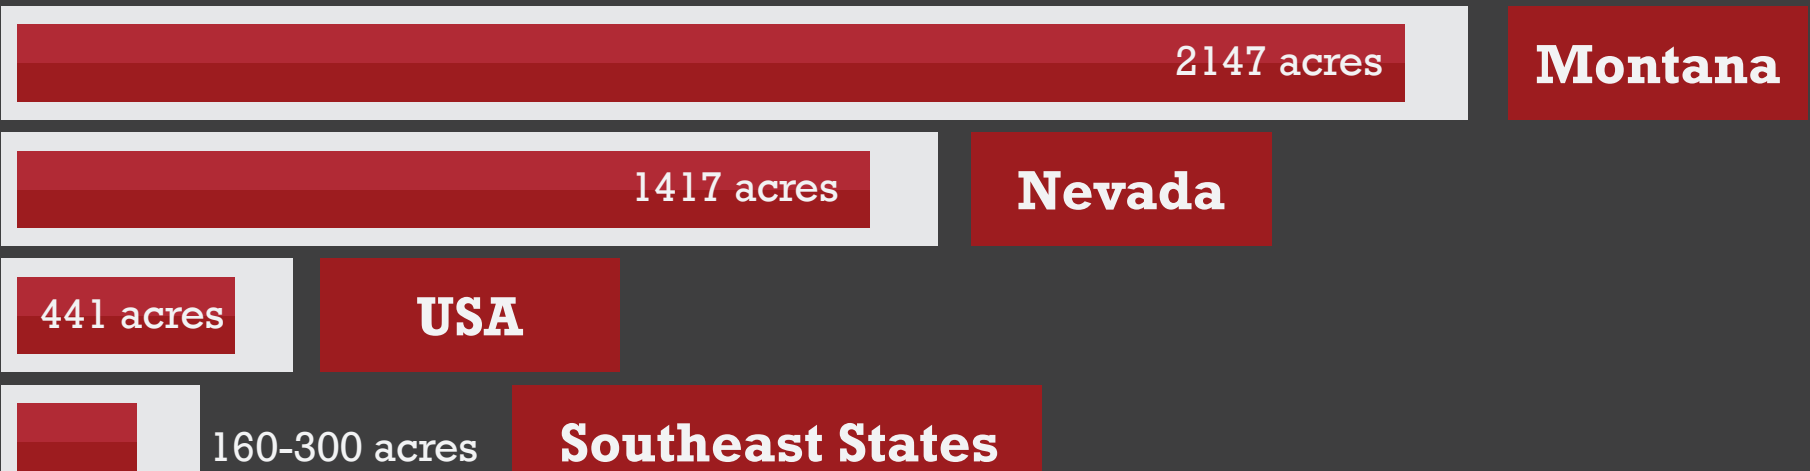 2147 acres Montana
1417 acres Nevada
441 acres USA
160-300 acres Southeast States